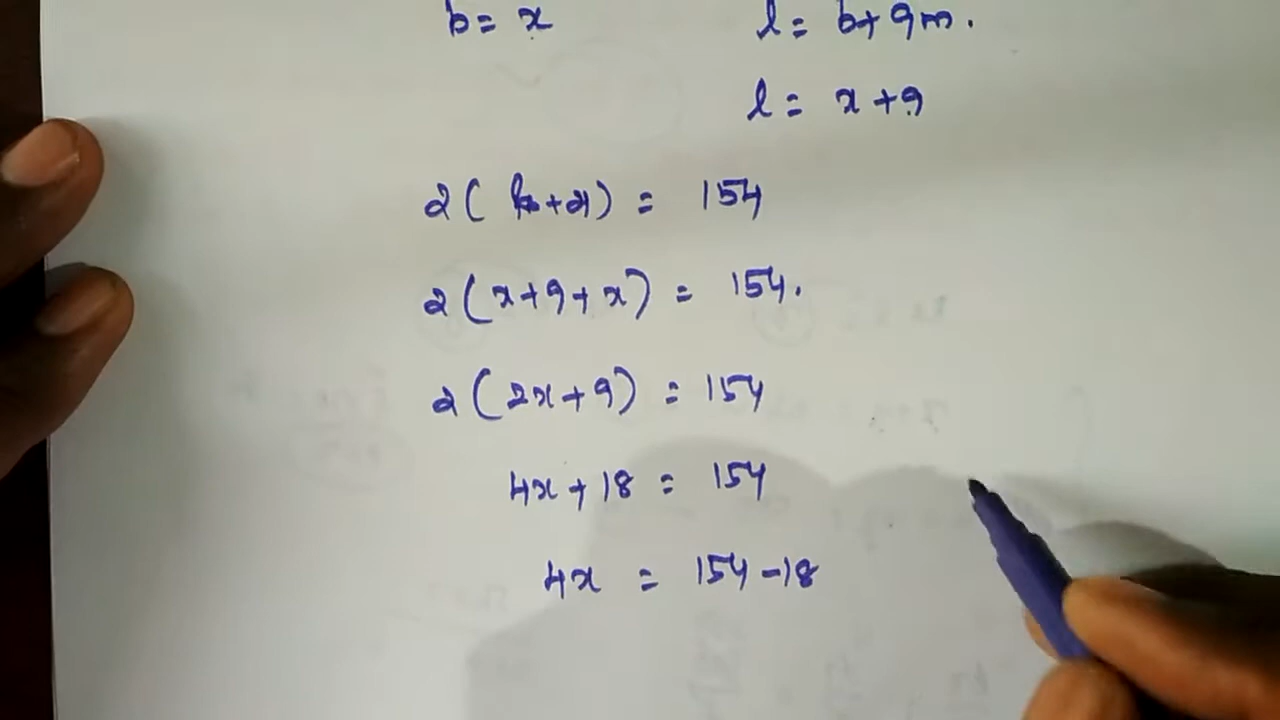 b = x l = b + 9m.
l = x + 9
2( + ) = 154
2(x + 9 + x) = 154.
2(2x + 9) = 154
4x + 18 = 154
4x = 154 - 18